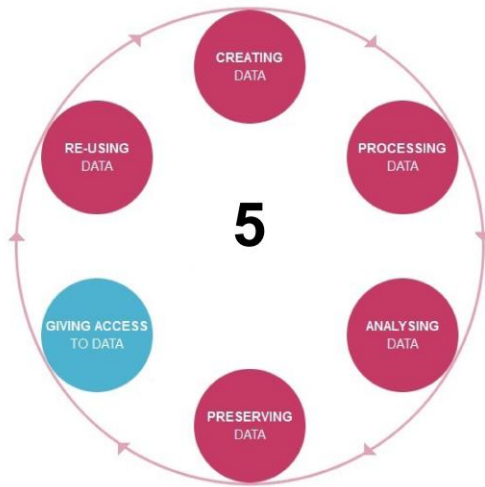 CREATING
DATA
PROCESSING
DATA
ANALYSING
DATA
PRESERVING
DATA
GIVING ACCESS
TO DATA
RE-USING
DATA
5